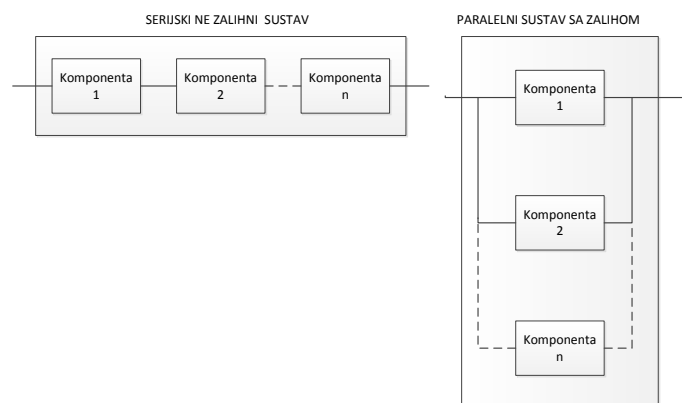 SERIJSKI NE ZALIHNI SUSTAV
Komponenta
1
Komponenta
2
Komponenta
n
PARALELNI SUSTAV SA ZALIHOM
Komponenta
1
Komponenta
2
Komponenta
n